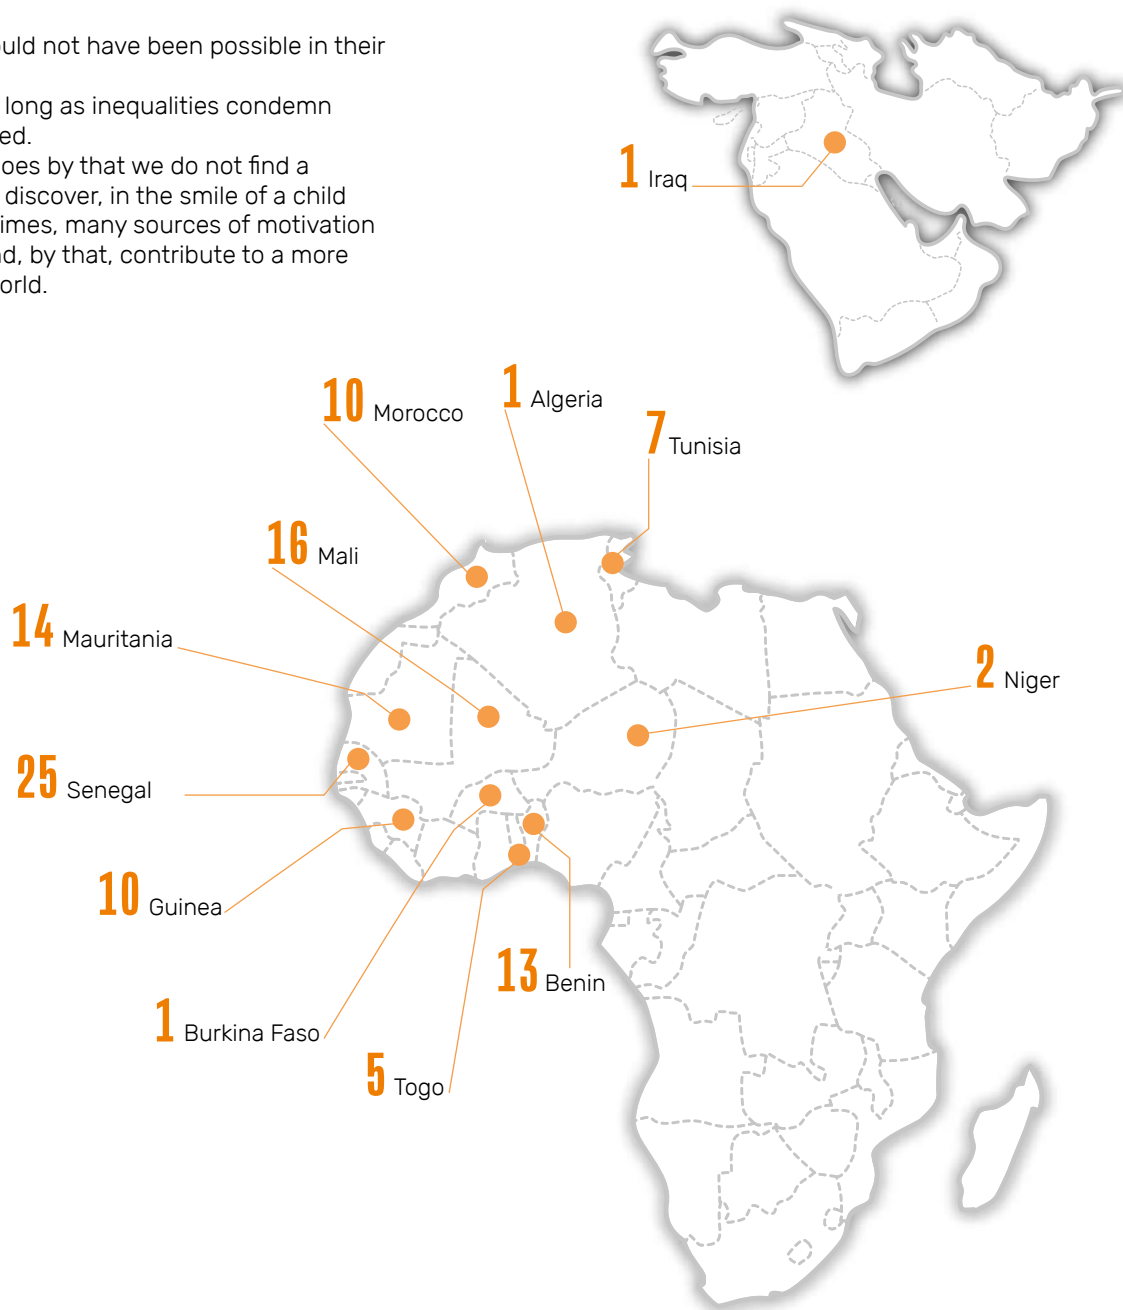 ould not have been possible in their
long as inequalities condemn
ed.
oes by that we do not find a
discover, in the smile of a child
imes, many sources of motivation
nd, by that, contribute to a more
orld.
1 Iraq
10 Morocco
1 Algeria
7 Tunisia
16 Mali
14 Mauritania
2 Niger
25 Senegal
10 Guinea
13 Benin
1 Burkina Faso
5 Togo